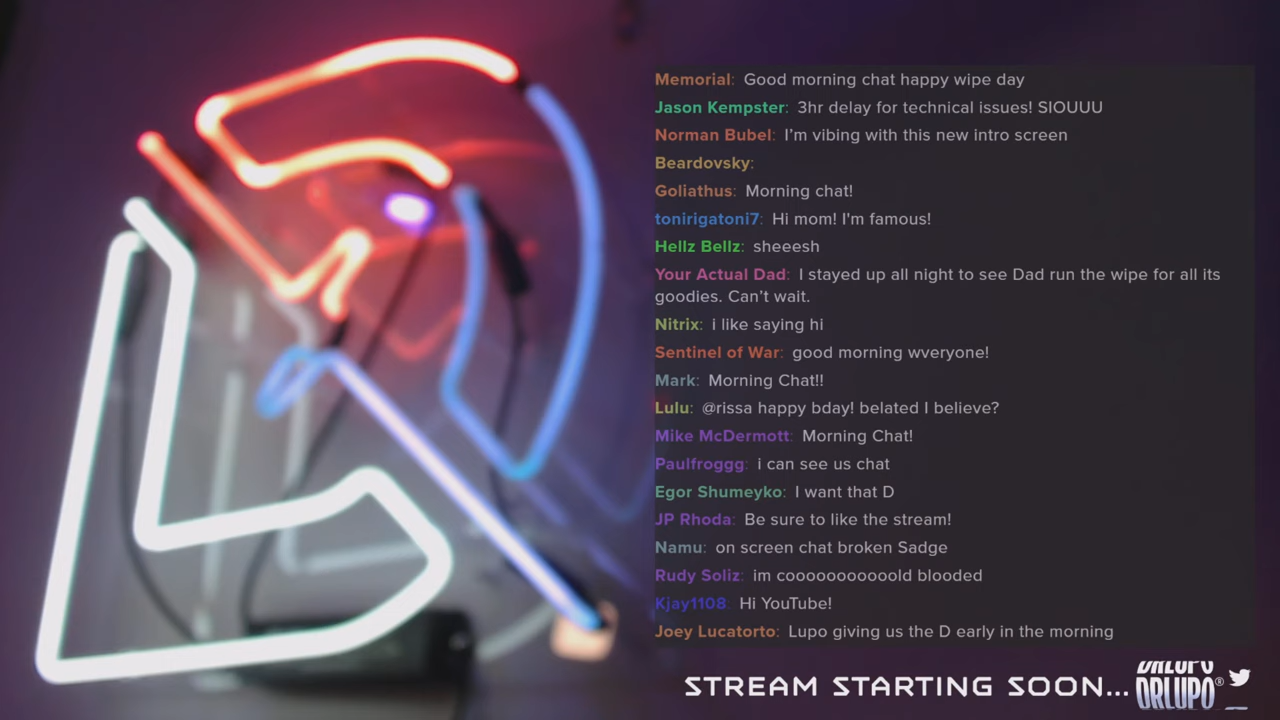 Memorial: Good morning chat happy wipe day
Jason Kempster: 3hr delay for technical issues! SIOUUU
Norman Bubel: I'm vibing with this new intro screen
Beardovsky:
Goliathus: Morning chat!
tonirigatoni7: Hi mom! I'm famous!
Hellz Bellz: sheeesh
Your Actual Dad: I stayed up all night to see Dad run the wipe for all its
goodies. Can't wait.
Nitrix: i like saying hi
Sentinel of War: good morning wveryone!
Mark: Morning Chat!!
Lulu: @rissa happy bday! belated I believe?
Mike McDermott: Morning Chat!
Paulfroggg: i can see us chat
Egor Shumeyko: I want that D
JP Rhoda: Be sure to like the stream!
Namu: on screen chat broken Sadge
Rudy Soliz: im cooooooooooold blooded
Kjay1108: Hi YouTube!
Joey Lucatorto: Lupo giving us the D early in the morning
STREAM STARTING SOON...
DRLUPO
DRLUPO®